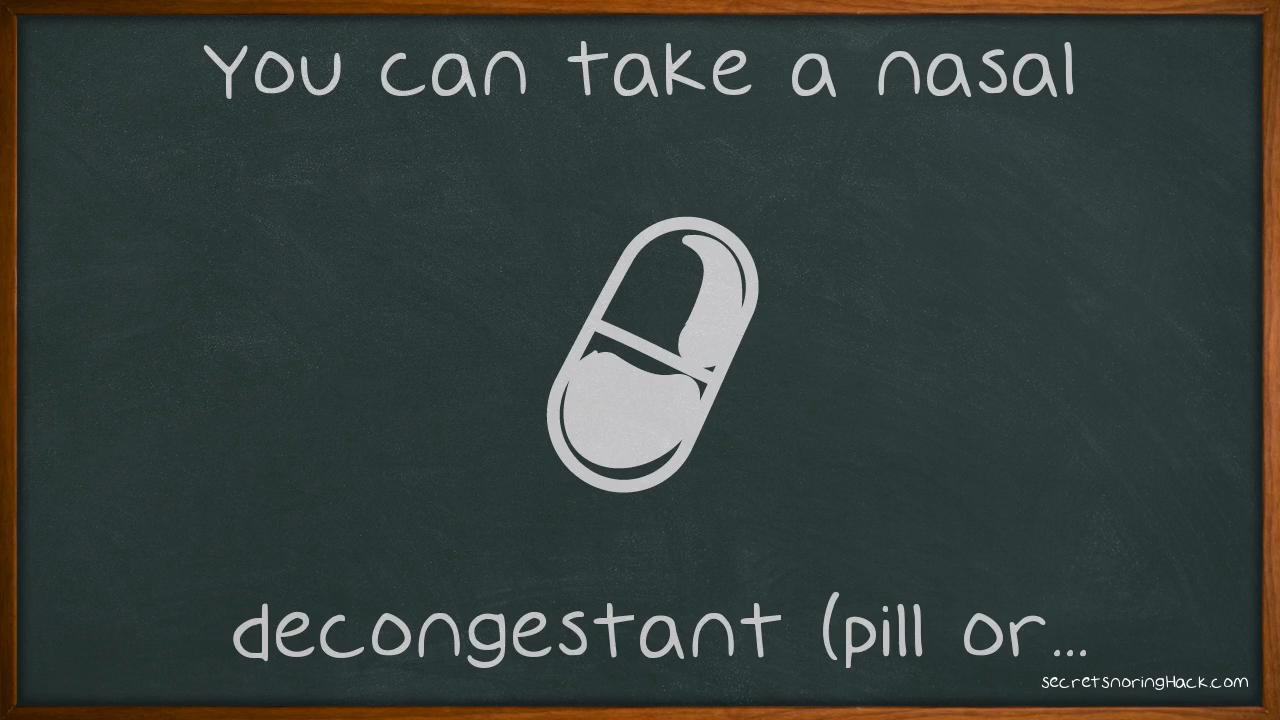 You can take a nasal
decongestant (pill or...
secretsnoringHack.com